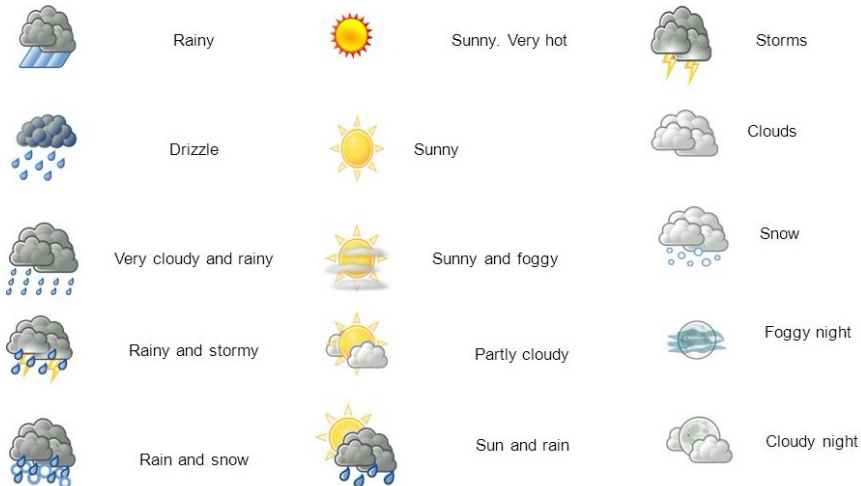 Rainy
Sunny. Very hot
Storms
Drizzle
Sunny
Clouds
Very cloudy and rainy
Sunny and foggy
Snow
Rainy and stormy
Partly cloudy
Foggy night
Rain and snow
Sun and rain
Cloudy night